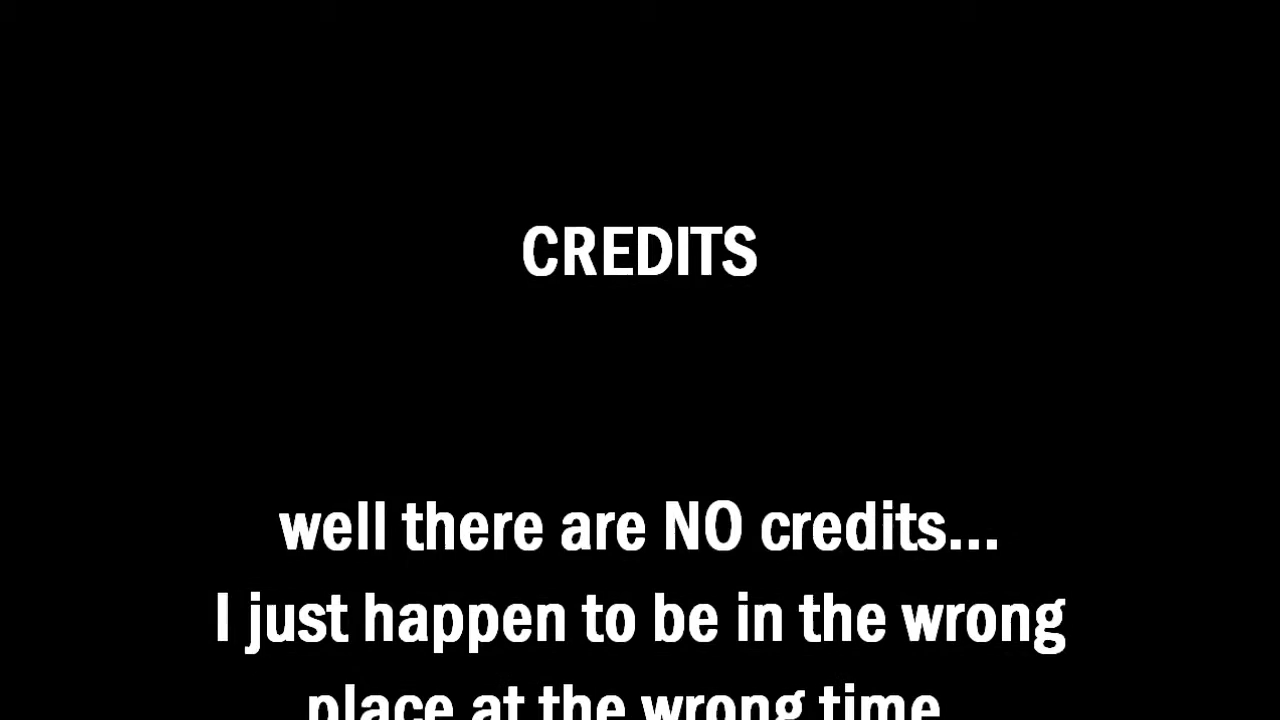 CREDITS
well there are NO credits...
I just happen to be in the wrong
place at the wrong time